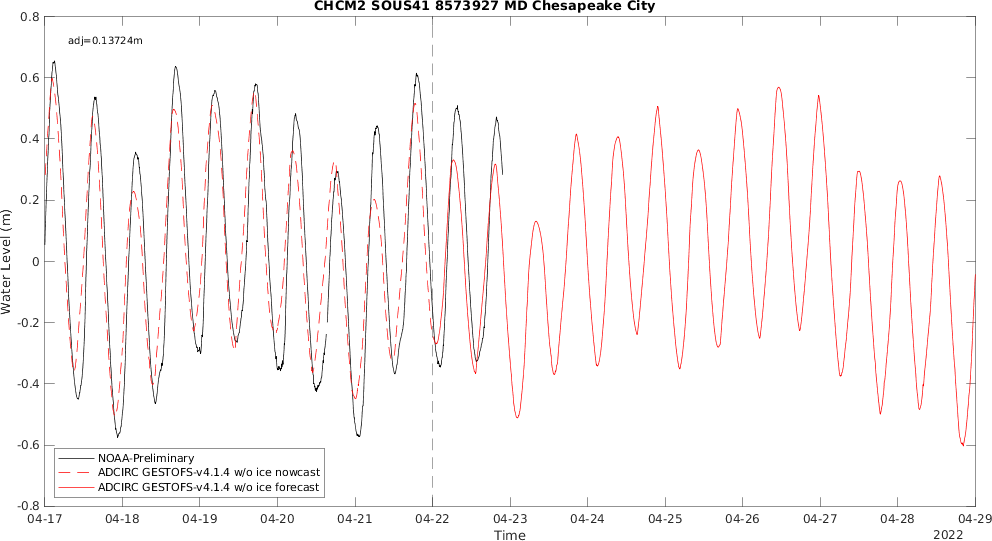 CHCM2 SOUS41 8573927 MD Chesapeake City
adj=0.13724m
0.8
0.6
0.4
0.2
0
-0.2
-0.4
-0.6
-0.8
Water Level (m)
NOAA-Preliminary
ADCIRC GESTOFS-v4.1.4 w/o ice nowcast
ADCIRC GESTOFS-v4.1.4 w/o ice forecast
04-17 04-18 04-19 04-20 04-21 04-22 04-23 04-24 04-25 04-26 04-27 04-28 04-29
Time
2022